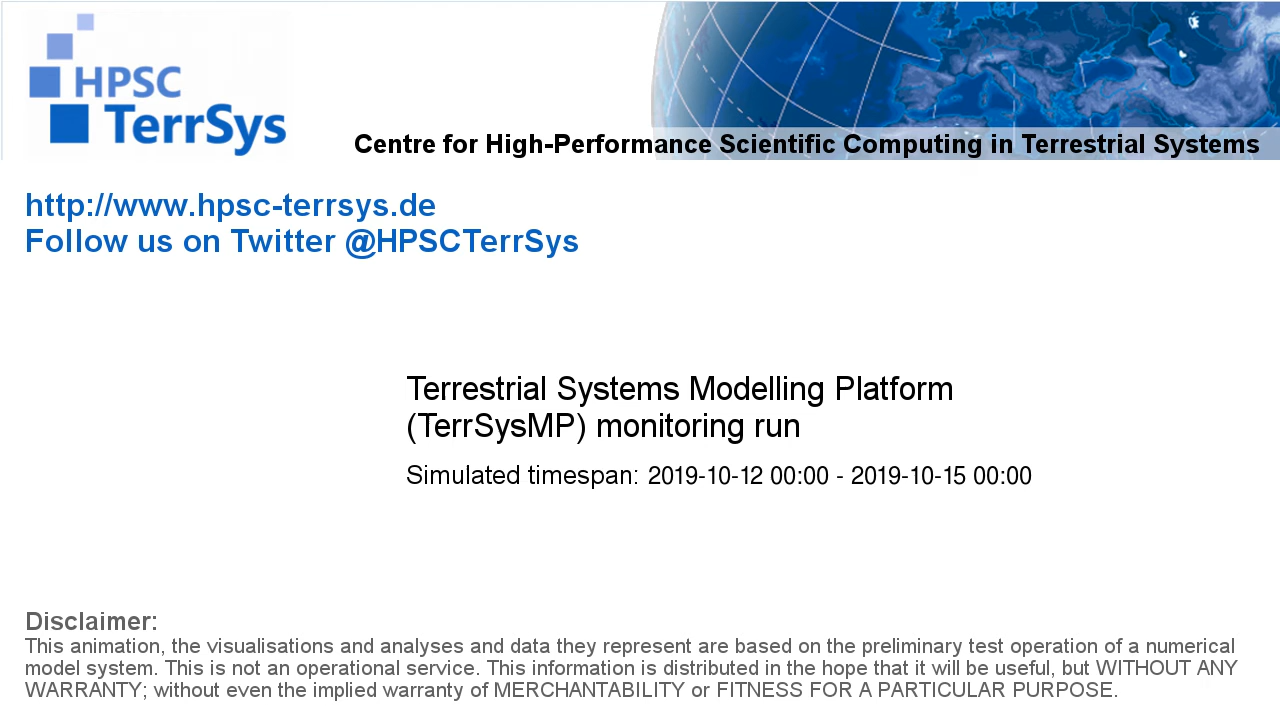 HPSC
TerrSys
Centre for High-Performance Scientific Computing in Terrestrial Systems
http://www.hpsc-terrsys.de
Follow us on Twitter @HPSCTerrSys
Terrestrial Systems Modelling Platform
(TerrSysMP) monitoring run
Simulated timespan: 2019-10-12 00:00 - 2019-10-15 00:00
Disclaimer:
This animation, the visualisations and analyses and data they represent are based on the preliminary test operation of a numerical
model system. This is not an operational service. This information is distributed in the hope that it will be useful, but WITHOUT ANY
WARRANTY; without even the implied warranty of MERCHANTABILITY or FITNESS FOR A PARTICULAR PURPOSE.